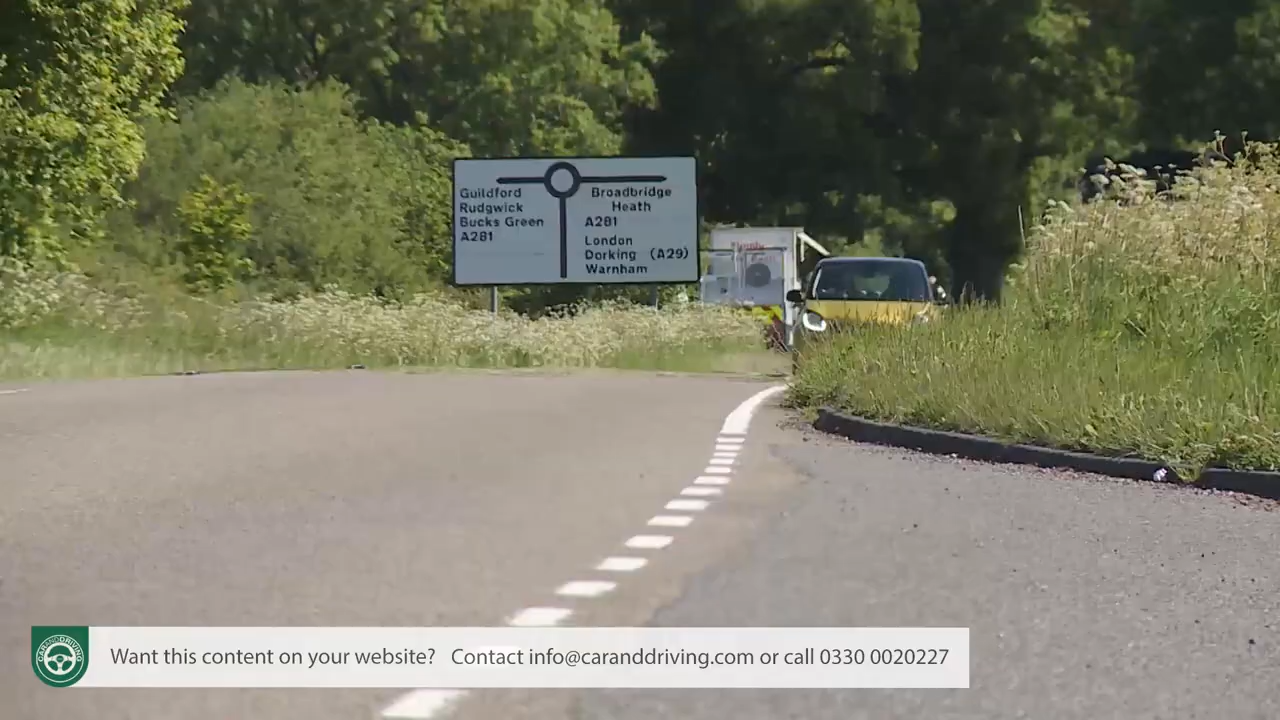 Guildford
Rudgwick
Bucks Green
A281
Broadbridge
Heath
A281
London
Dorking (A29)
Warnham
CARANDDRIVING
Want this content on your website? Contact info@caranddriving.com or call 0330 0020227